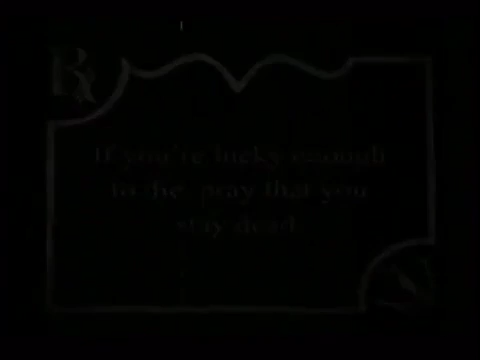 If you're lucky enough
to die, pray that you
stay dead.